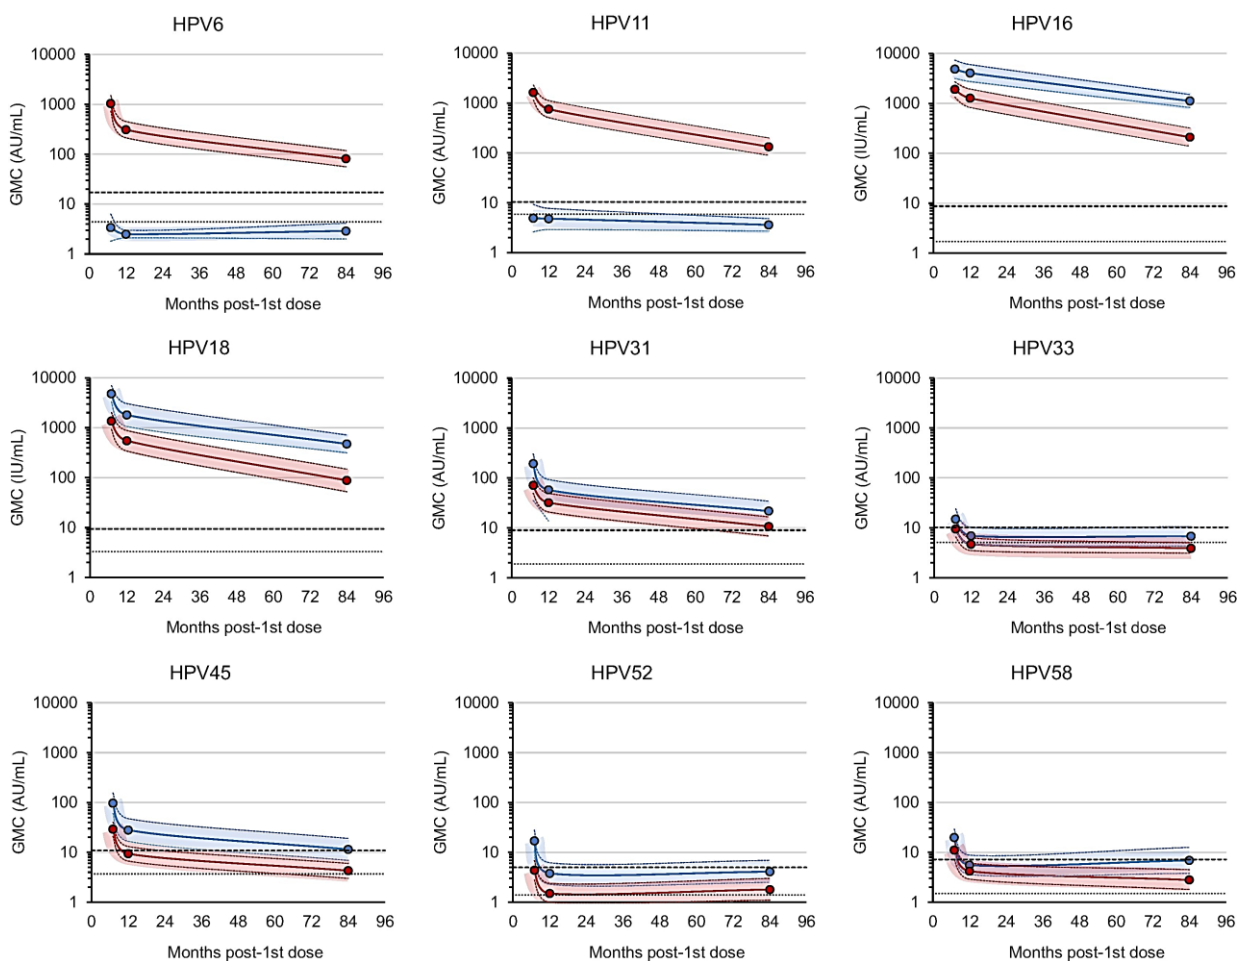 HPV6
10000
1000
100
10
1
GMC (AU/mL)
0 12 24 36 48 60 72 84 96
Months post-1st dose
HPV11
10000
1000
100
10
1
GMC (AU/mL)
0 12 24 36 48 60 72 84 96
Months post-1st dose
HPV16
10000
1000
100
10
1
GMC (IU/mL)
0 12 24 36 48 60 72 84 96
Months post-1st dose
HPV18
10000
1000
100
10
1
GMC (IU/mL)
0 12 24 36 48 60 72 84 96
Months post-1st dose
HPV31
10000
1000
100
10
1
GMC (AU/mL)
0 12 24 36 48 60 72 84 96
Months post-1st dose
HPV33
10000
1000
100
10
1
GMC (AU/mL)
0 12 24 36 48 60 72 84 96
Months post-1st dose
HPV45
10000
1000
100
10
1
GMC (AU/mL)
0 12 24 36 48 60 72 84 96
Months post-1st dose
HPV52
10000
1000
100
10
1
GMC (AU/mL)
0 12 24 36 48 60 72 84 96
Months post-1st dose
HPV58
10000
1000
100
10
1
GMC (AU/mL)
0 12 24 36 48 60 72 84 96
Months post-1st dose